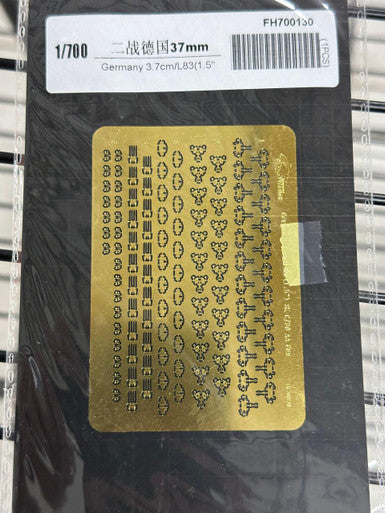 FH700130
1/700 二战德国37mm
Germany 3.7cm/L83(1.5"
(1PCS)